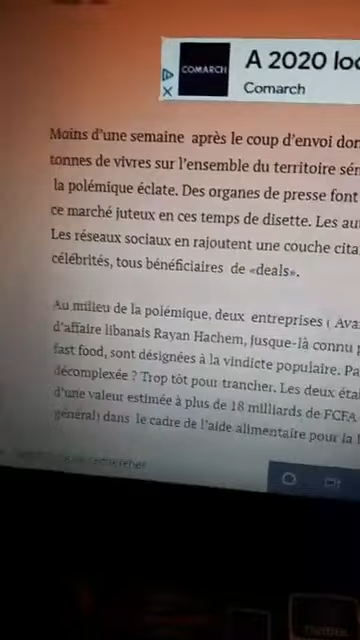 COMARCH
A 2020 loo
Comarch
Moins d'une semaine après le coup d'envoi don
tonnes de vivres sur l'ensemble du territoire sén
la polémique éclate. Des organes de presse font
ce marché juteux en ces temps de disette. Les au
Les réseaux sociaux en rajoutent une couche cita
célébrités, tous bénéficiaires de «deals».
Au milieu de la polémique, deux entreprises ( Ava
d'affaire libanais Rayan Hachem, jusque-là connu p
fast food, sont désignées à la vindicte populaire. Pa
décomplexée ? Trop tôt pour trancher. Les deux éta
d'une valeur estimée à plus de 18 milliards de FCFA
général) dans le cadre de l'aide alimentaire pour la